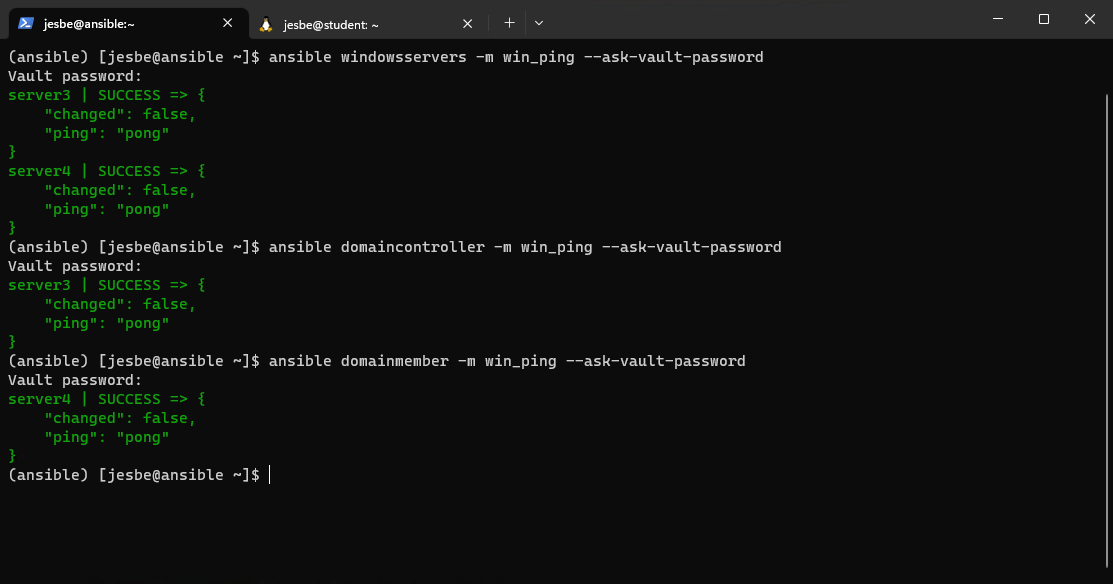 jesbe@ansible:~
jesbe@student: ~
(ansible) [jesbe@ansible ~]$ ansible windowsservers -m win_ping --ask-vault-password
Vault password:
server3 | SUCCESS => {
    "changed": false,
    "ping": "pong"
}
server4 | SUCCESS => {
    "changed": false,
    "ping": "pong"
}
(ansible) [jesbe@ansible ~]$ ansible domaincontroller -m win_ping --ask-vault-password
Vault password:
server3 | SUCCESS => {
    "changed": false,
    "ping": "pong"
}
(ansible) [jesbe@ansible ~]$ ansible domainmember -m win_ping --ask-vault-password
Vault password:
server4 | SUCCESS => {
    "changed": false,
    "ping": "pong"
}
(ansible) [jesbe@ansible ~]$